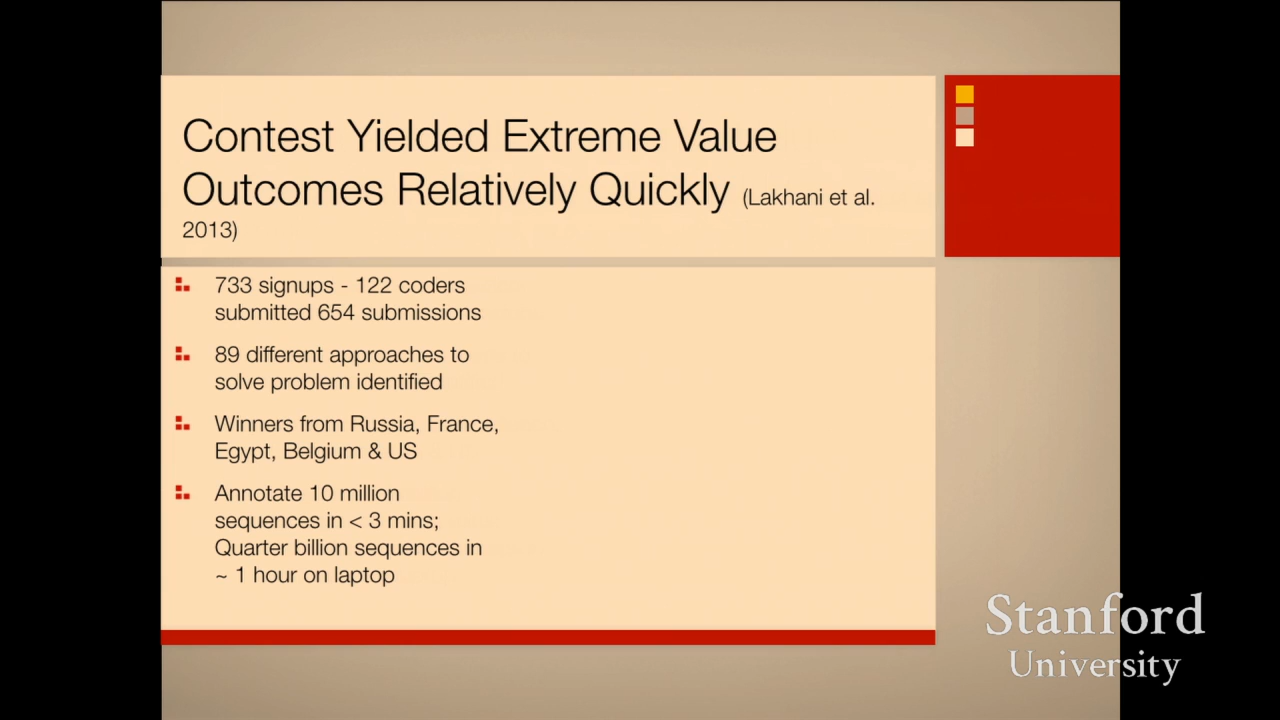 Contest Yielded Extreme Value
Outcomes Relatively Quickly (Lakhani et al.
2013)
733 signups - 122 coders
submitted 654 submissions
89 different approaches to
solve problem identified
Winners from Russia, France,
Egypt, Belgium & US
Annotate 10 million
sequences in < 3 mins;
Quarter billion sequences in
~ 1 hour on laptop
Stanford
University